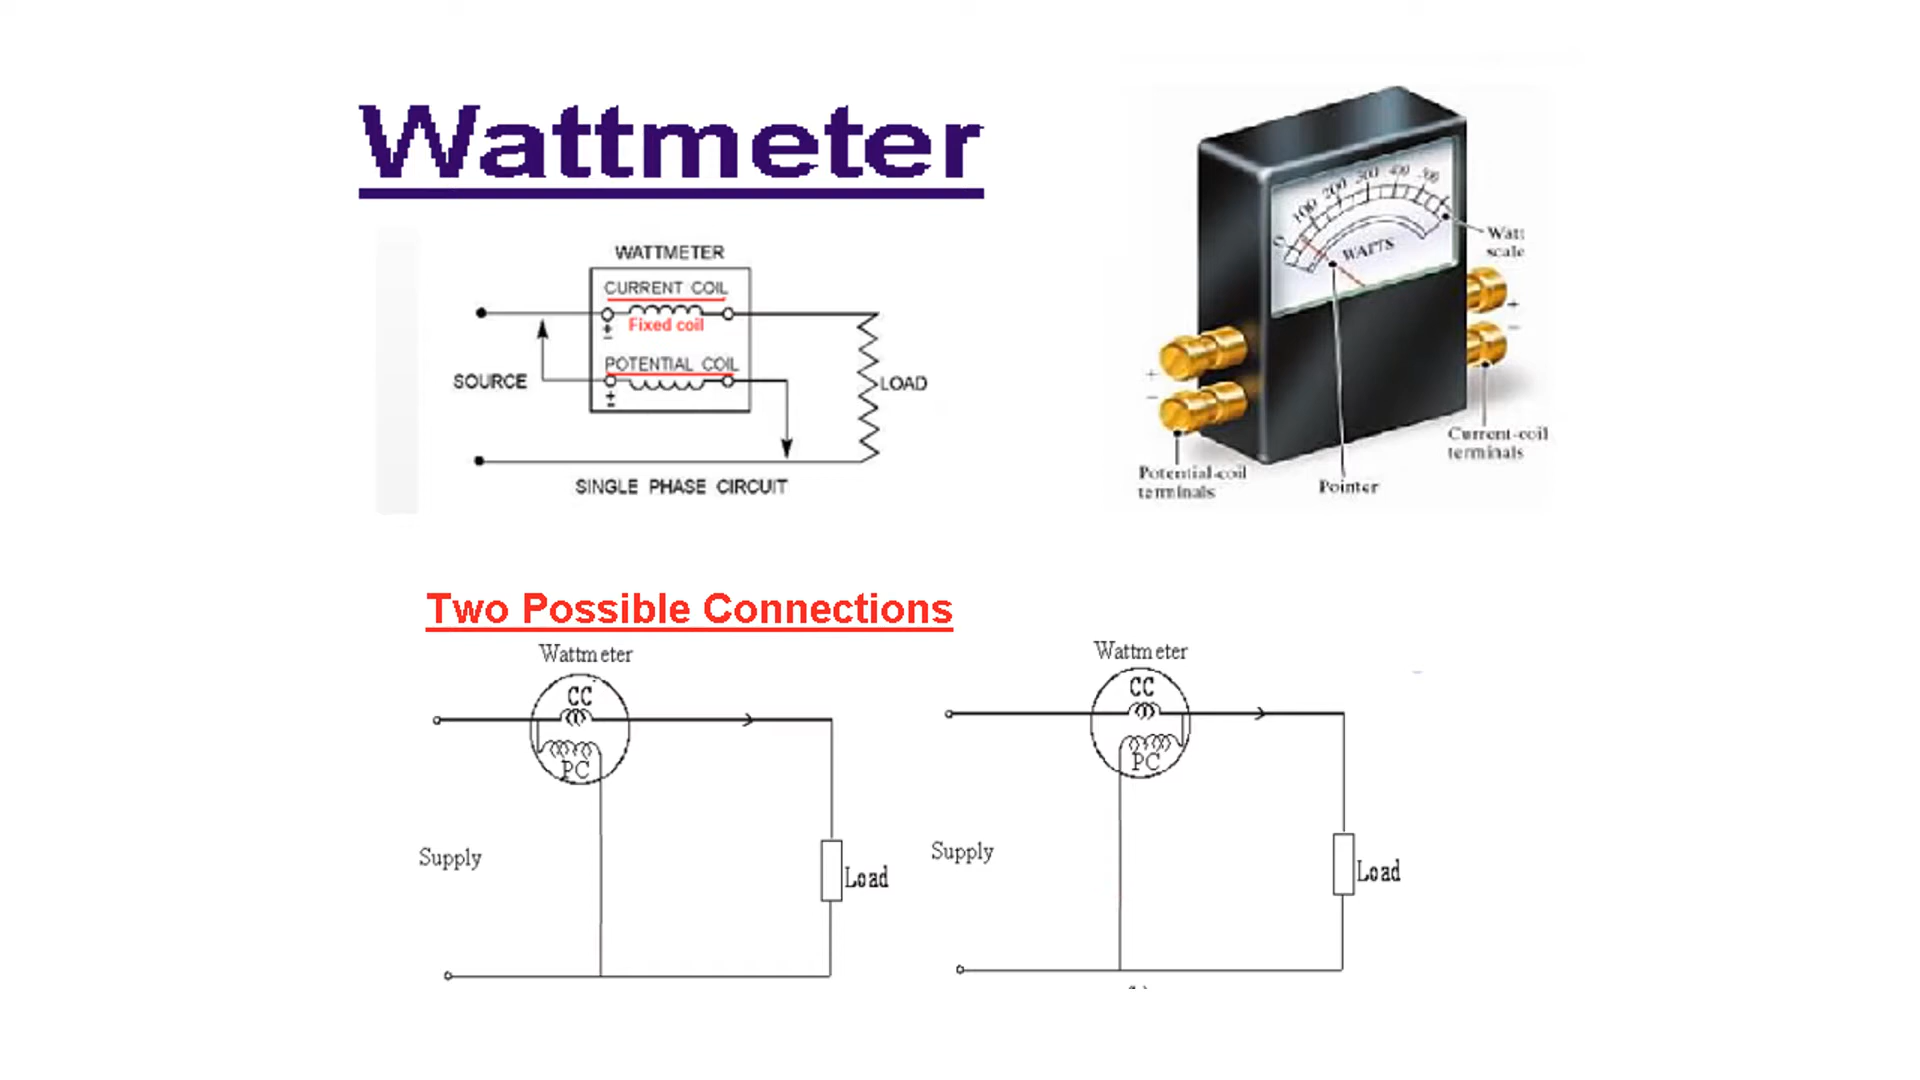 Wattmeter
WATTMETER
CURRENT COIL
Fixed coil
±
POTENTIAL COIL
±
SOURCE
LOAD
SINGLE PHASE CIRCUIT
0 100 200 300 400 500
WATTS
Watt
scale
+
−
+
−
Current-coil
terminals
Potential-coil
terminals
Pointer
Two Possible Connections
Wattmeter
CC
PC
Supply
Load
Wattmeter
CC
PC
Supply
Load